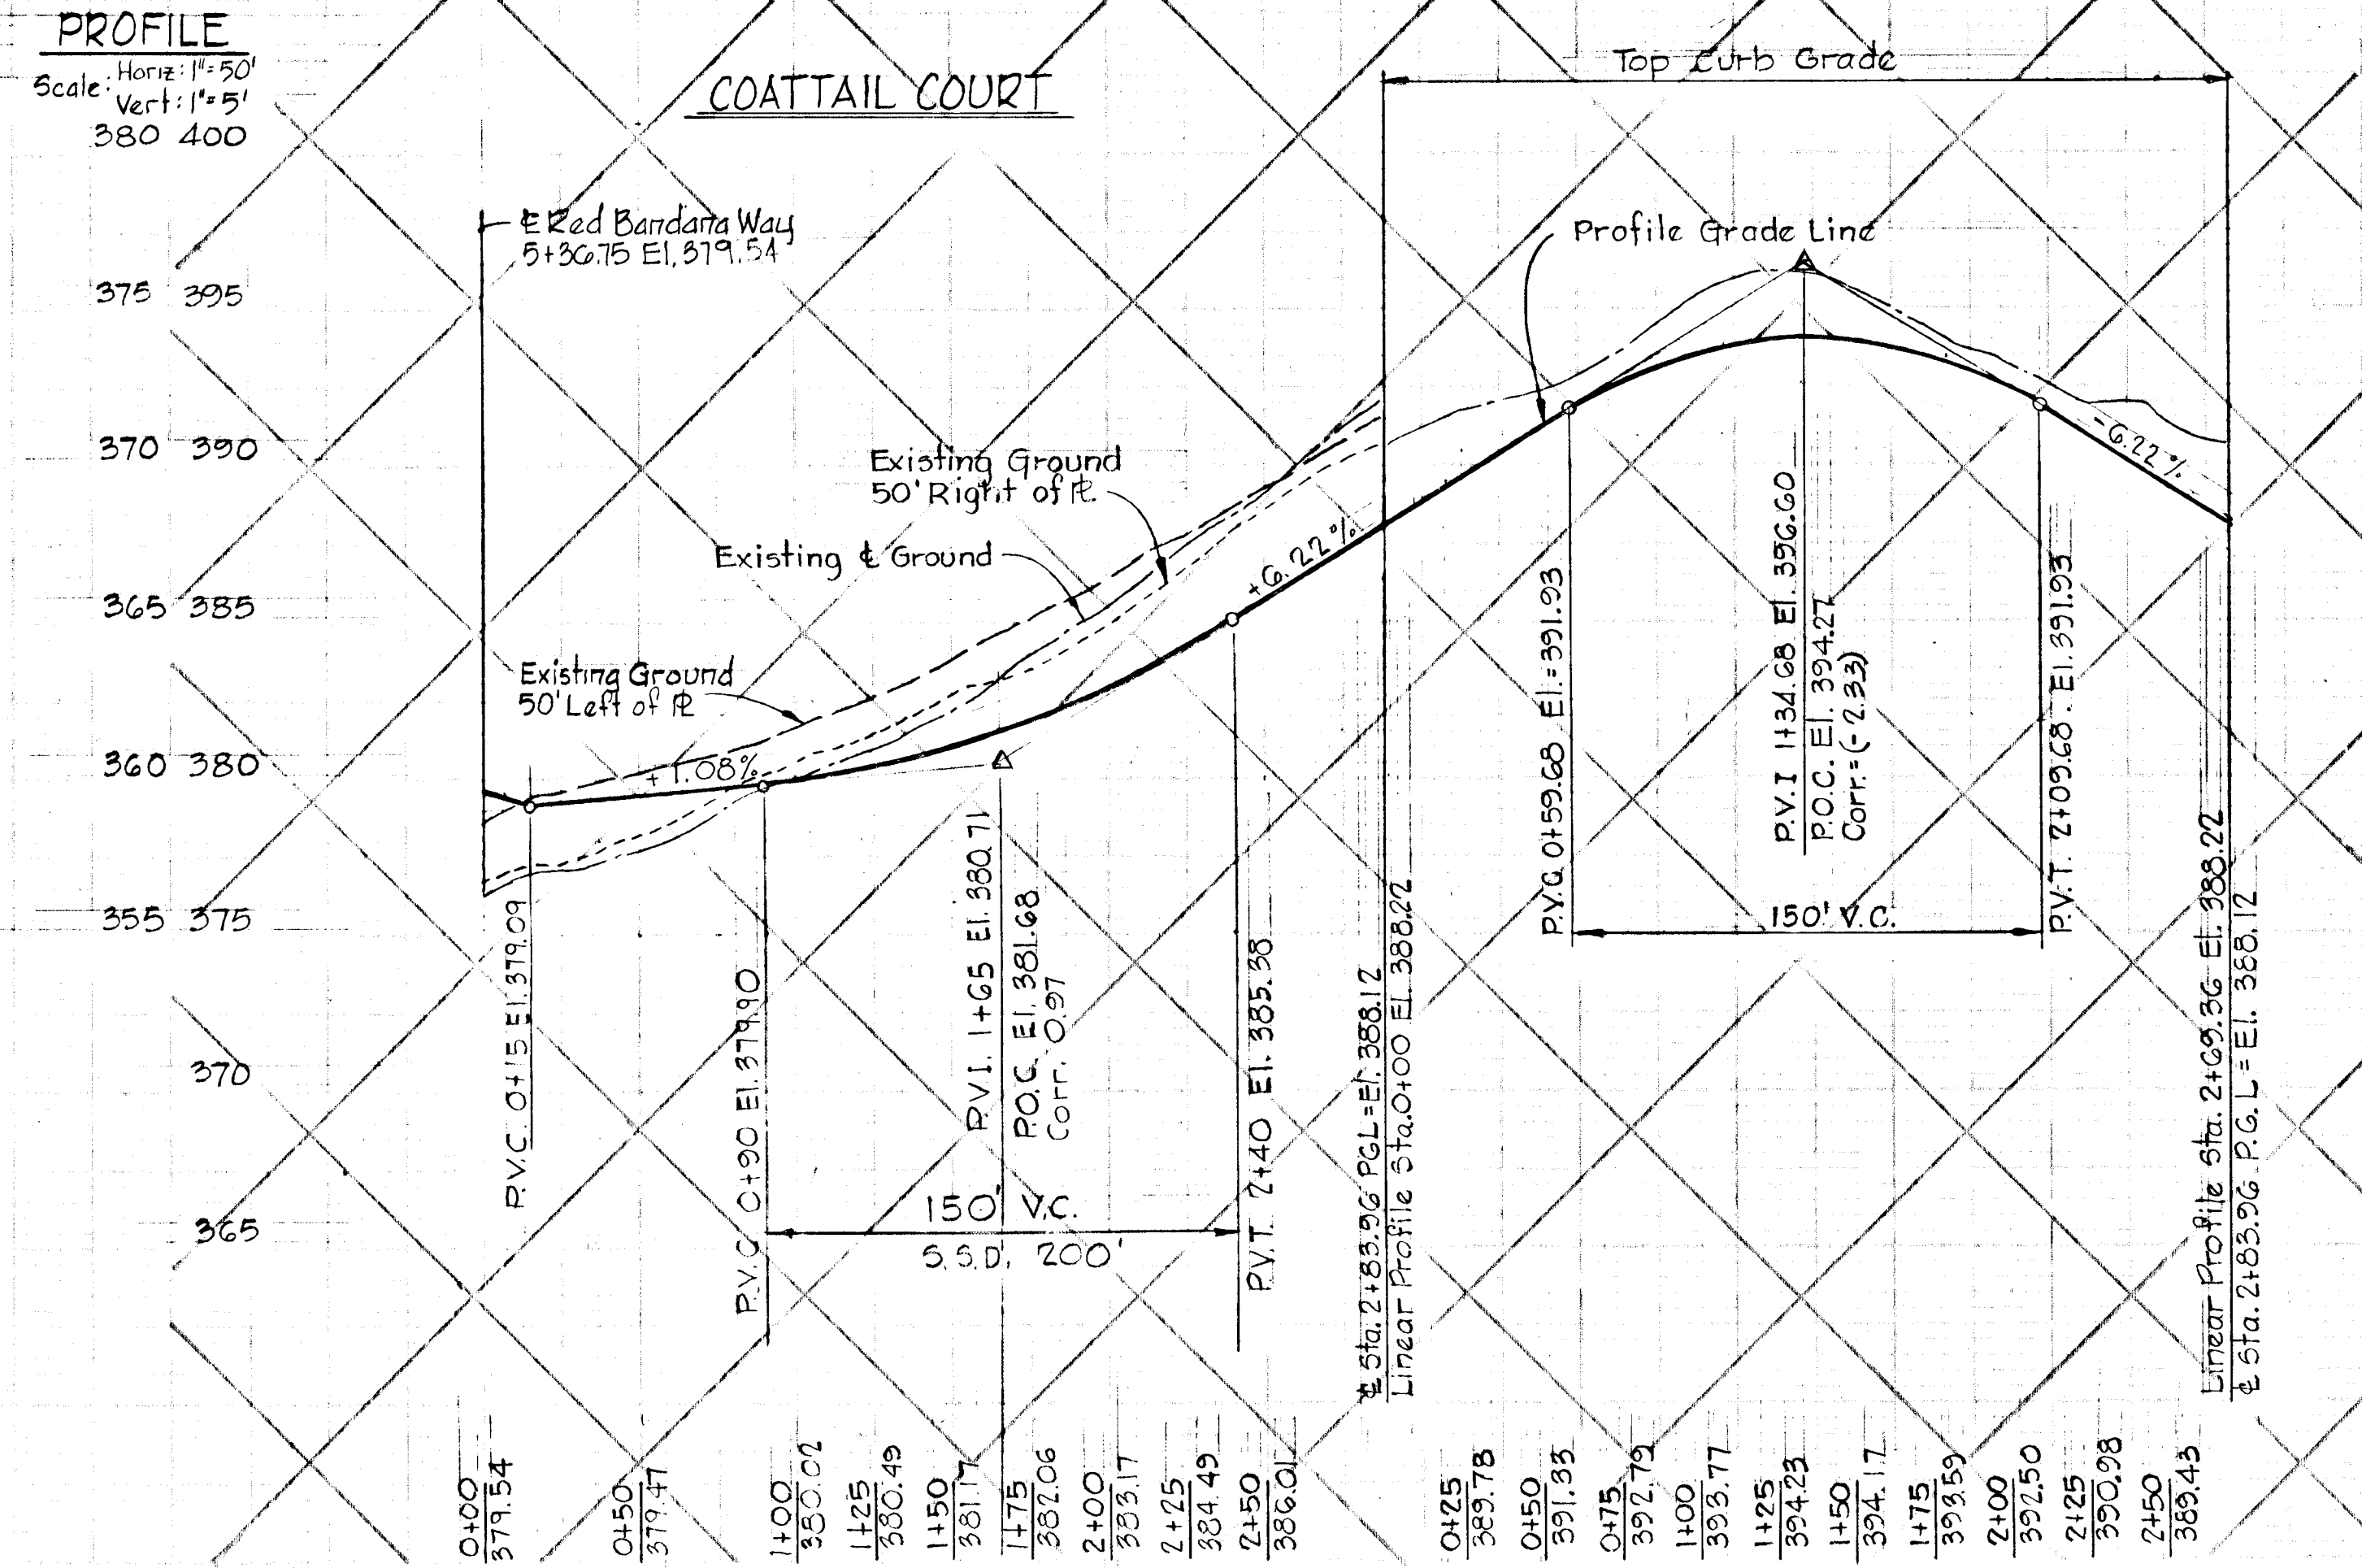 PROFILE
Scale: Horiz: 1"=50'
Vert: 1"=5'
COATTAIL COURT
Top Curb Grade
380 400
375 395
370 390
365 385
360 380
355 375
370
365
℄ Red Bandana Way
5+36.75 El. 379.54
Profile Grade Line
Existing Ground
50' Right of ℄
Existing ℄ Ground
Existing Ground
50' Left of ℄
+1.08%
+6.22%
-6.22%
P.V.C. 0+15 El. 379.09
P.V.C. 0+90 El. 379.90
P.V.I. 1+65 El. 380.71
P.O.C. El. 381.68
Corr. 0.97
P.V.T. 2+40 El. 385.38
150' V.C.
S.S.D. 200'
℄ Sta. 2+83.96 PGL=El. 388.12
Linear Profile Sta. 0+00 El. 388.22
P.V.C. 0+59.68 El.=391.93
P.V.I 1+34.68 El. 396.60
P.O.C. El. 394.27
Corr.=(-2.33)
P.V.T. 2+09.68. El. 391.93
150' V.C.
Linear Profile Sta. 2+69.36 El. 388.22
℄ Sta. 2+83.96 P.G.L=El. 388.12
0+00
379.54
0+50
379.47
1+00
380.02
1+25
380.49
1+50
381.17
1+75
382.06
2+00
383.17
2+25
384.49
2+50
386.01
0+25
389.78
0+50
391.33
0+75
392.79
1+00
393.77
1+25
394.23
1+50
394.17
1+75
393.59
2+00
392.50
2+25
390.98
2+50
389.43